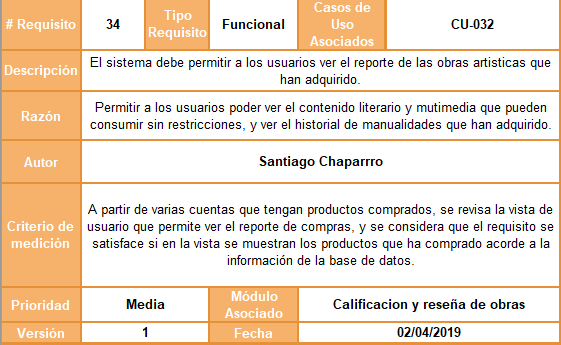 # Requisito 34 Tipo Requisito Funcional Casos de Uso Asociados CU-032
Descripción El sistema debe permitir a los usuarios ver el reporte de las obras artisticas que
han adquirido.
Razón Permitir a los usuarios poder ver el contenido literario y mutimedia que pueden
consumir sin restricciones, y ver el historial de manualidades que han adquirido.
Autor Santiago Chaparrro
Criterio de medición A partir de varias cuentas que tengan productos comprados, se revisa la vista de
usuario que permite ver el reporte de compras, y se considera que el requisito se
satisface si en la vista se muestran los productos que ha comprado acorde a la
información de la base de datos.
Prioridad Media Módulo Asociado Calificacion y reseña de obras
Versión 1 Fecha 02/04/2019